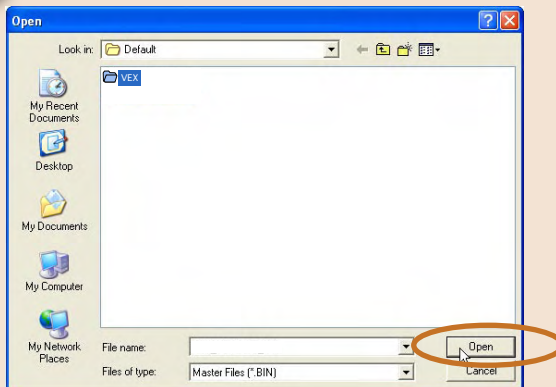 Open
Look in: Default
VEX
My Recent
Documents
Desktop
My Documents
My Computer
My Network
Places
File name:
Open
Files of type: Master Files (*.BIN)
Cancel